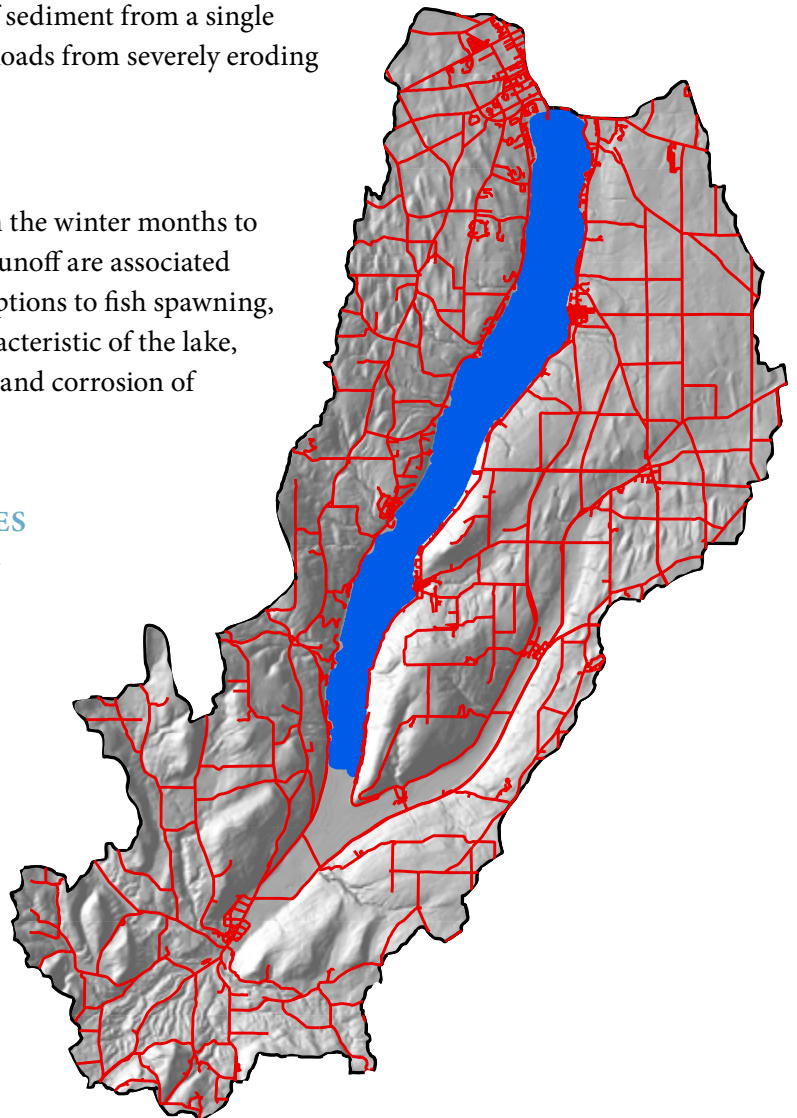 sediment from a single
oads from severely eroding
the winter months to
unoff are associated
ptions to fish spawning,
acteristic of the lake,
and corrosion of
ES